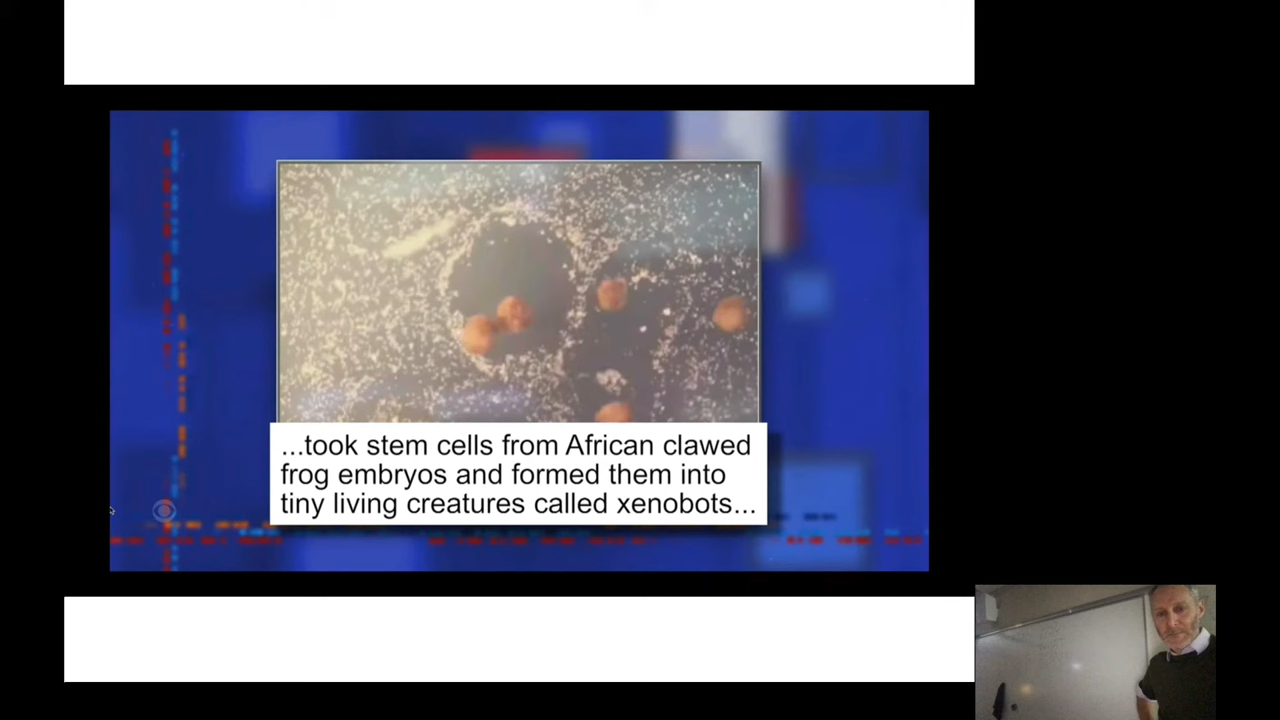 ...took stem cells from African clawed
frog embryos and formed them into
tiny living creatures called xenobots...